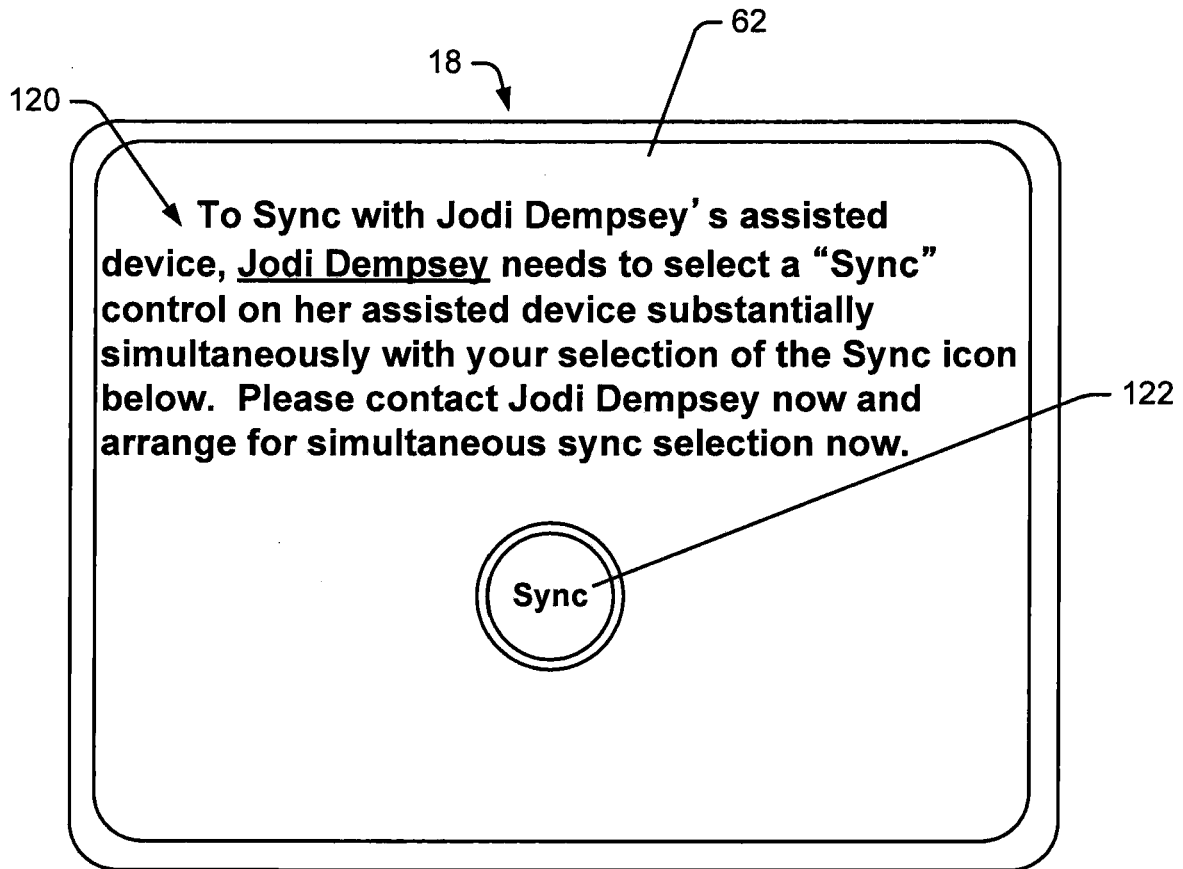 62
18
120
To Sync with Jodi Dempsey's assisted
device, Jodi Dempsey needs to select a “Sync”
control on her assisted device substantially
simultaneously with your selection of the Sync icon
below. Please contact Jodi Dempsey now and
arrange for simultaneous sync selection now.
122
Sync